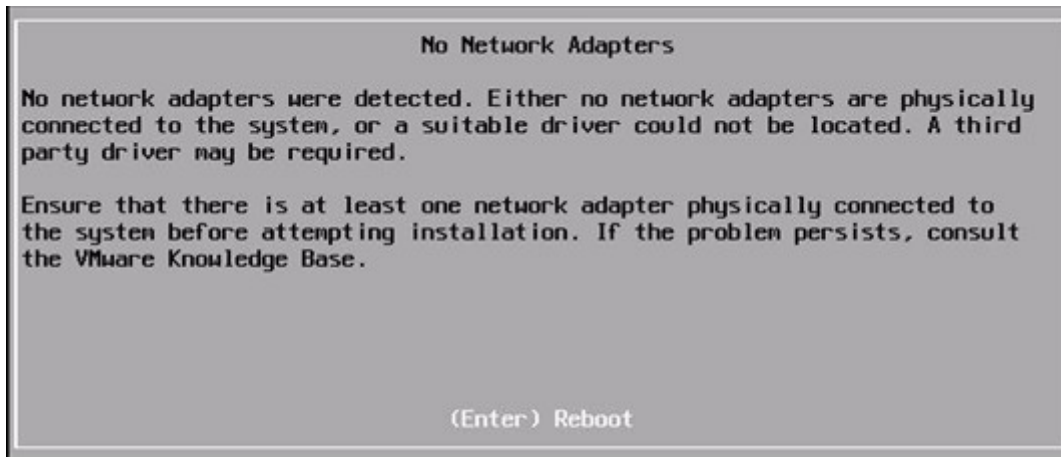 No Network Adapters
No network adapters were detected. Either no network adapters are physically
connected to the system, or a suitable driver could not be located. A third
party driver may be required.
Ensure that there is at least one network adapter physically connected to
the system before attempting installation. If the problem persists, consult
the VMware Knowledge Base.
(Enter) Reboot